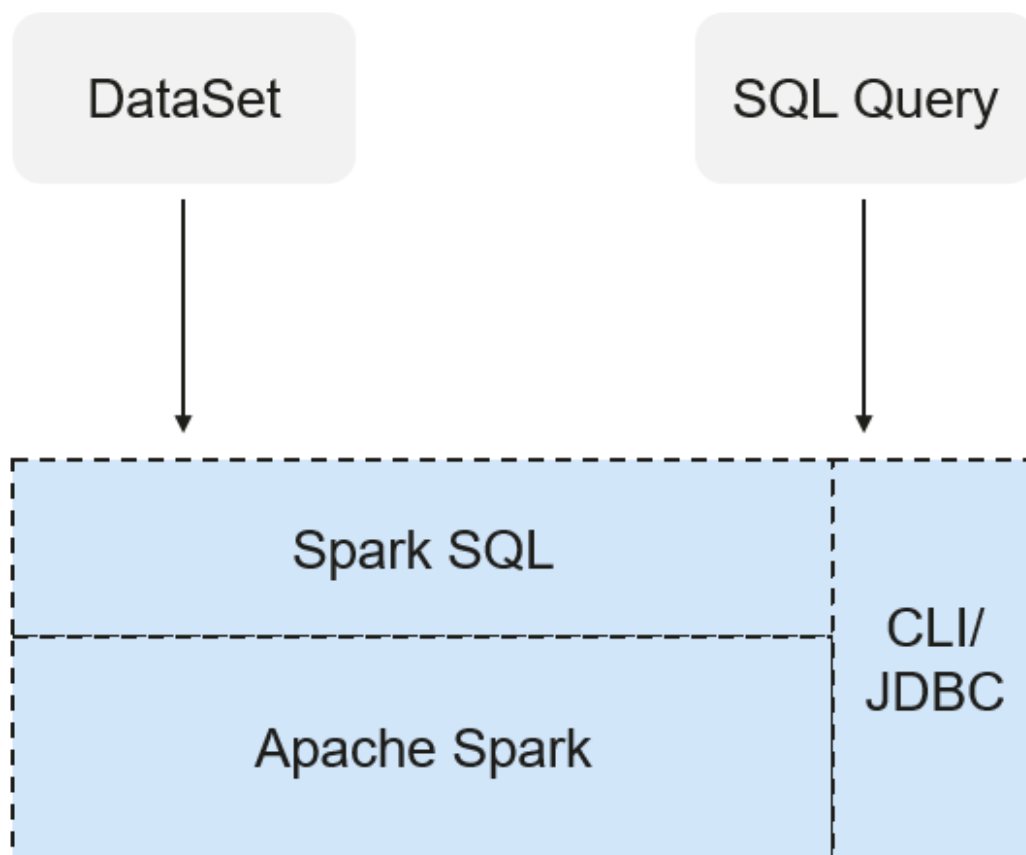 DataSet
SQL Query
Spark SQL
CLI/
JDBC
Apache Spark